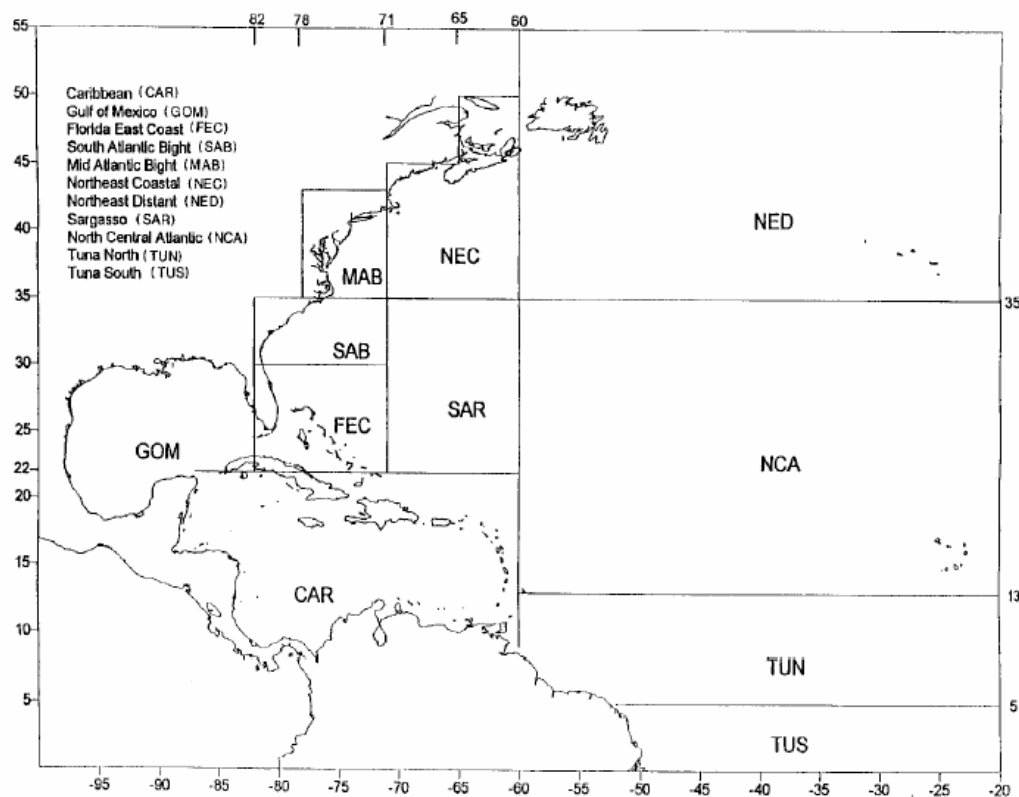 82 78 71 65 60
55
50
45
40
35
30
25
22
20
15
10
5
Caribbean (CAR)
Gulf of Mexico (GOM)
Florida East Coast (FEC)
South Atlantic Bight (SAB)
Mid Atlantic Bight (MAB)
Northeast Coastal (NEC)
Northeast Distant (NED)
Sargasso (SAR)
North Central Atlantic (NCA)
Tuna North (TUN)
Tuna South (TUS)
NED
NEC
MAB
SAB
SAR
FEC
GOM
NCA
CAR
TUN
TUS
35
13
5
-95 -90 -85 -80 -75 -70 -65 -60 -55 -50 -45 -40 -35 -30 -25 -20